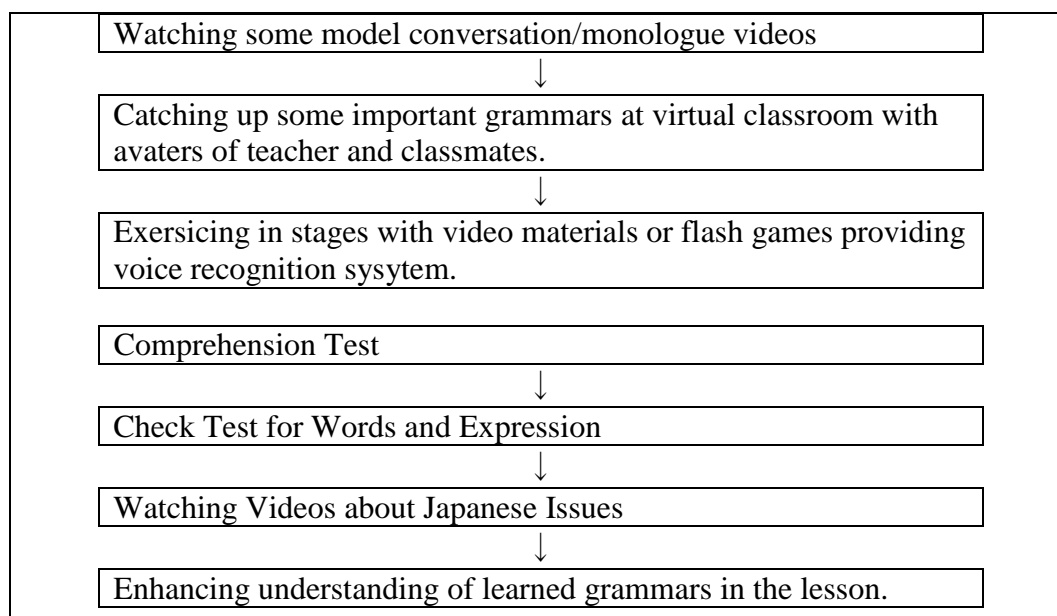 Watching some model conversation/monologue videos
↓
Catching up some important grammars at virtual classroom with
avaters of teacher and classmates.
↓
Exersicing in stages with video materials or flash games providing
voice recognition sysytem.
Comprehension Test
↓
Check Test for Words and Expression
↓
Watching Videos about Japanese Issues
↓
Enhancing understanding of learned grammars in the lesson.